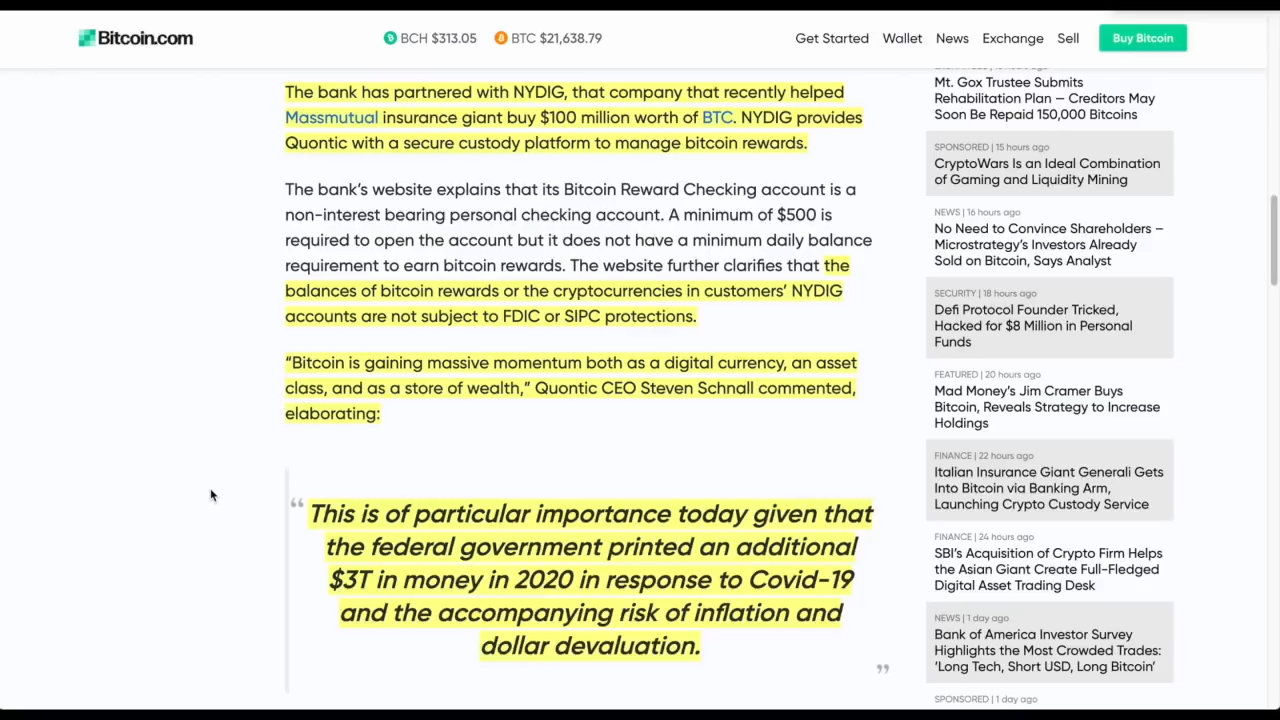 Bitcoin.com
BCH $313.05
BTC $21,638.79
Get Started
Wallet
News
Exchange
Sell
Buy Bitcoin
The bank has partnered with NYDIG, that company that recently helped
Massmutual insurance giant buy $100 million worth of BTC. NYDIG provides
Quontic with a secure custody platform to manage bitcoin rewards.
The bank's website explains that its Bitcoin Reward Checking account is a
non-interest bearing personal checking account. A minimum of $500 is
required to open the account but it does not have a minimum daily balance
requirement to earn bitcoin rewards. The website further clarifies that the
balances of bitcoin rewards or the cryptocurrencies in customers' NYDIG
accounts are not subject to FDIC or SIPC protections.
“Bitcoin is gaining massive momentum both as a digital currency, an asset
class, and as a store of wealth,” Quontic CEO Steven Schnall commented,
elaborating:
“
This is of particular importance today given that
the federal government printed an additional
$3T in money in 2020 in response to Covid-19
and the accompanying risk of inflation and
dollar devaluation.
”
Mt. Gox Trustee Submits
Rehabilitation Plan — Creditors May
Soon Be Repaid 150,000 Bitcoins
SPONSORED | 15 hours ago
CryptoWars Is an Ideal Combination
of Gaming and Liquidity Mining
NEWS | 16 hours ago
No Need to Convince Shareholders –
Microstrategy's Investors Already
Sold on Bitcoin, Says Analyst
SECURITY | 18 hours ago
Defi Protocol Founder Tricked,
Hacked for $8 Million in Personal
Funds
FEATURED | 20 hours ago
Mad Money's Jim Cramer Buys
Bitcoin, Reveals Strategy to Increase
Holdings
FINANCE | 22 hours ago
Italian Insurance Giant Generali Gets
Into Bitcoin via Banking Arm,
Launching Crypto Custody Service
FINANCE | 24 hours ago
SBI's Acquisition of Crypto Firm Helps
the Asian Giant Create Full-Fledged
Digital Asset Trading Desk
NEWS | 1 day ago
Bank of America Investor Survey
Highlights the Most Crowded Trades:
'Long Tech, Short USD, Long Bitcoin'
SPONSORED | 1 day ago